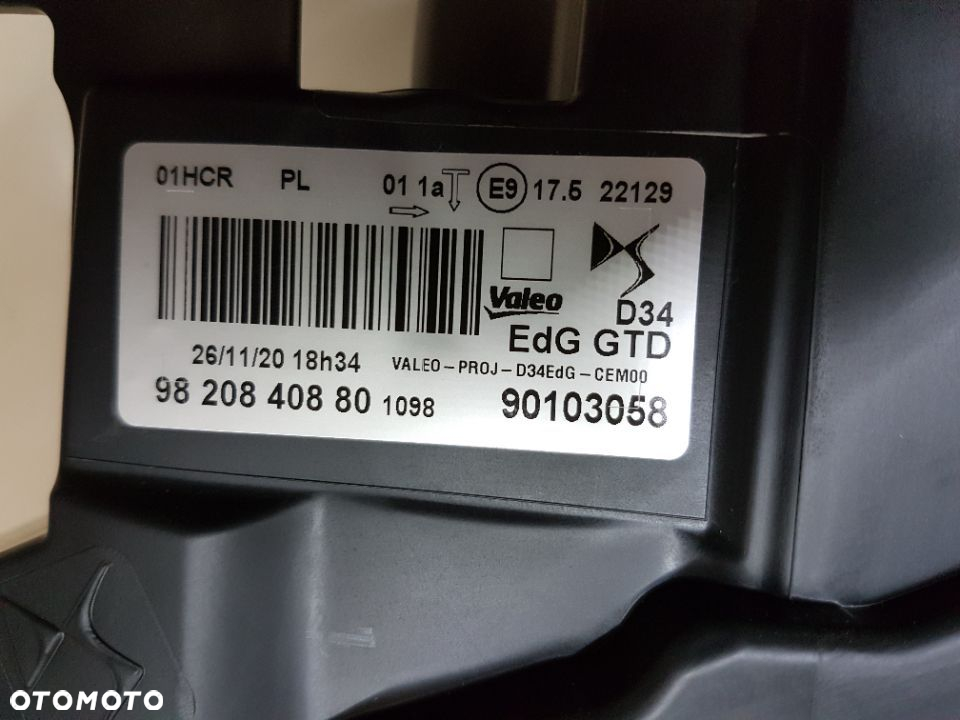 01HCR PL 01 1a E9 17.5 22129
Valeo
D34
EdG GTD
26/11/20 18h34 VALEO-PROJ-D34EdG-CEM00
98 208 408 80 1098 90103058
OTOMOTO